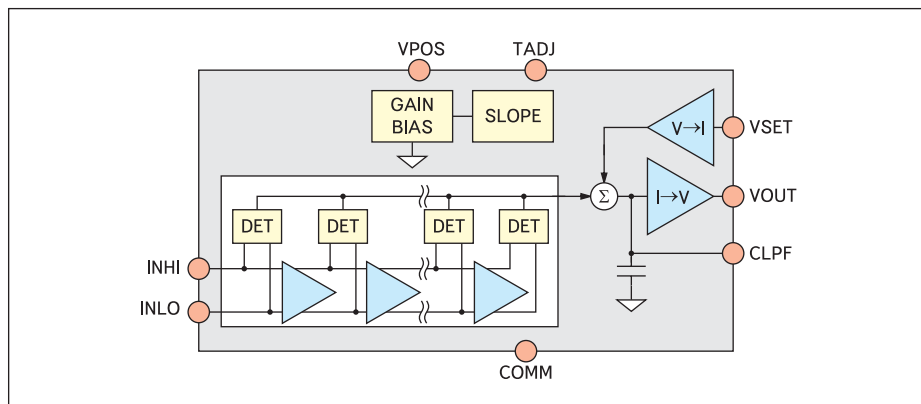 VPOS
TADJ
GAIN
BIAS
SLOPE
V→I
VSET
Σ
I→V
VOUT
DET
DET
DET
DET
CLPF
INHI
INLO
COMM